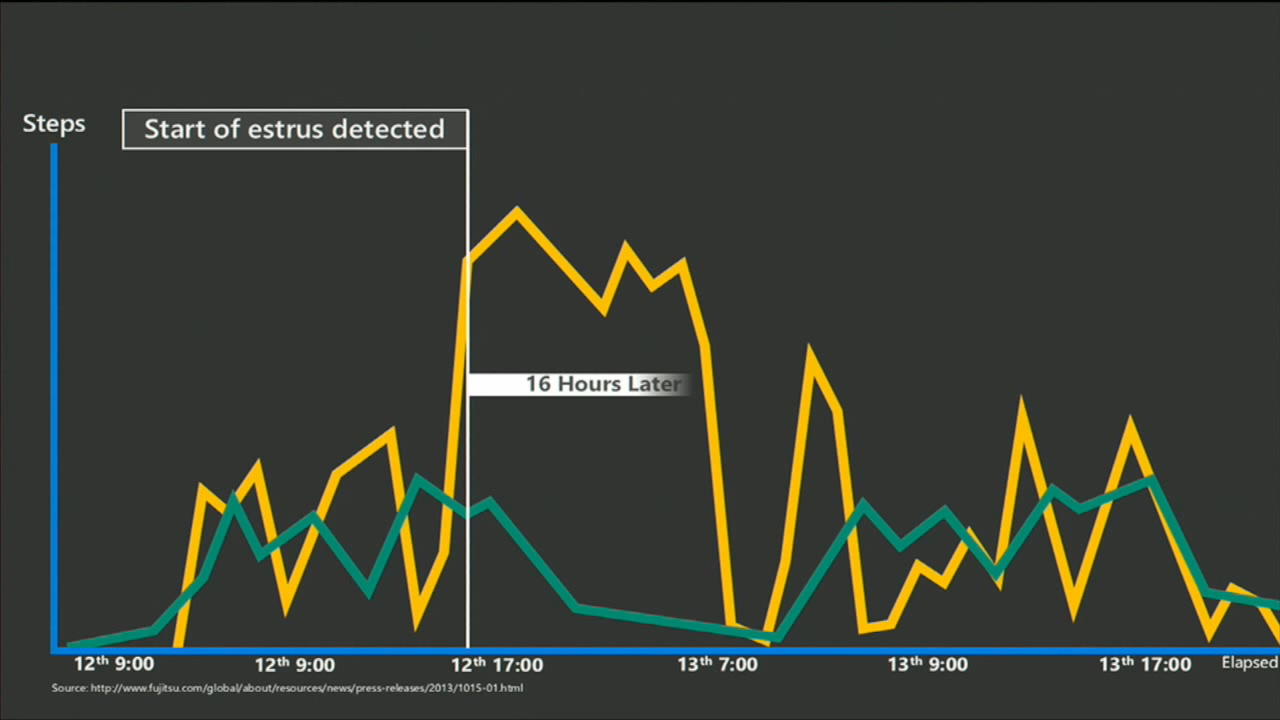 Steps
Start of estrus detected
16 Hours Later
12th 9:00
12th 9:00
12th 17:00
13th 7:00
13th 9:00
13th 17:00
Elapsed
Source: http://www.fujitsu.com/global/about/resources/news/press-releases/2013/1015-01.html